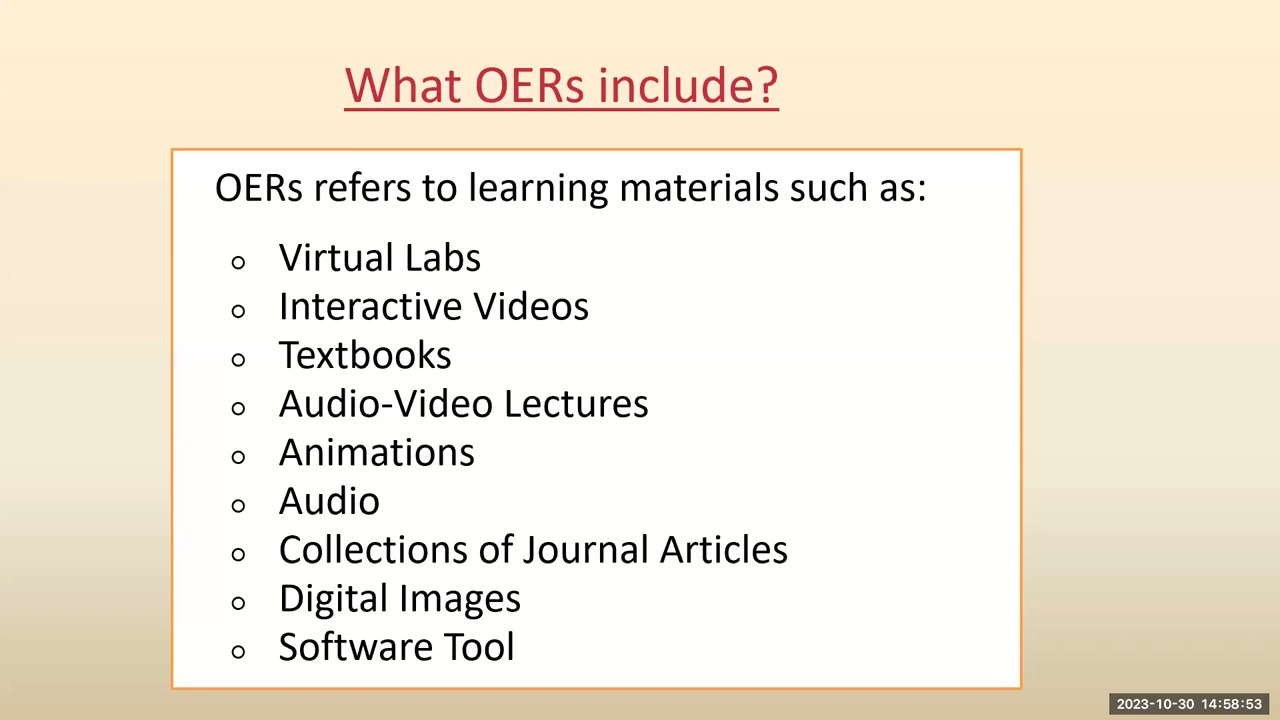 What OERs include?
OERs refers to learning materials such as:
Virtual Labs
Interactive Videos
Textbooks
Audio-Video Lectures
Animations
Audio
Collections of Journal Articles
Digital Images
Software Tool
2023-10-30 14:58:53